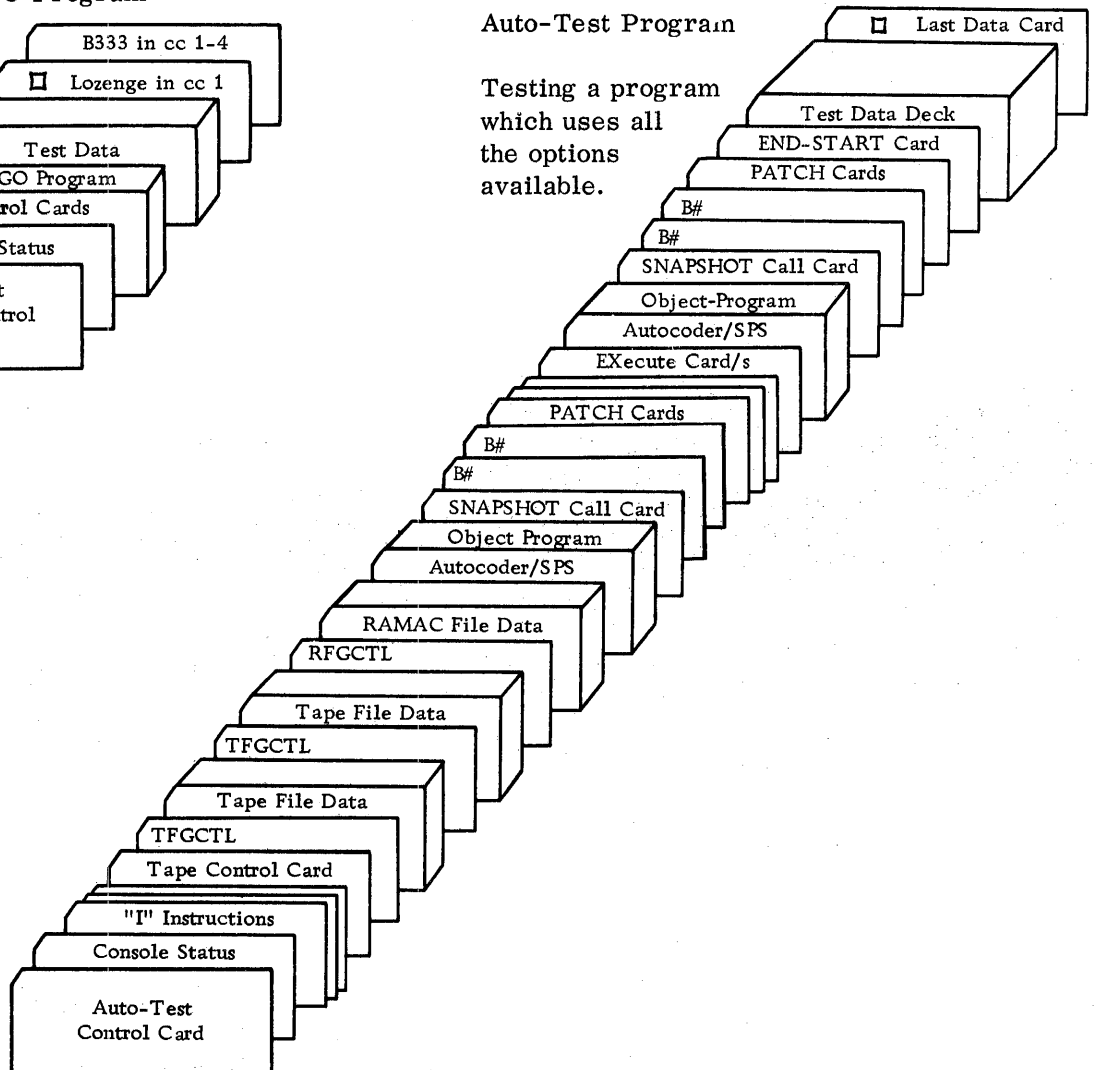 B333 in cc 1-4
Lozenge in cc 1
Test Data
GO Program
rol Cards
Status
t
trol
Auto-Test Program
Testing a program
which uses all
the options
available.
Last Data Card
Test Data Deck
END-START Card
PATCH Cards
B#
B#
SNAPSHOT Call Card
Object-Program
Autocoder/SPS
EXecute Card/s
PATCH Cards
B#
B#
SNAPSHOT Call Card
Object Program
Autocoder/SPS
RAMAC File Data
RFGCTL
Tape File Data
TFGCTL
Tape File Data
TFGCTL
Tape Control Card
"I" Instructions
Console Status
Auto-Test
Control Card